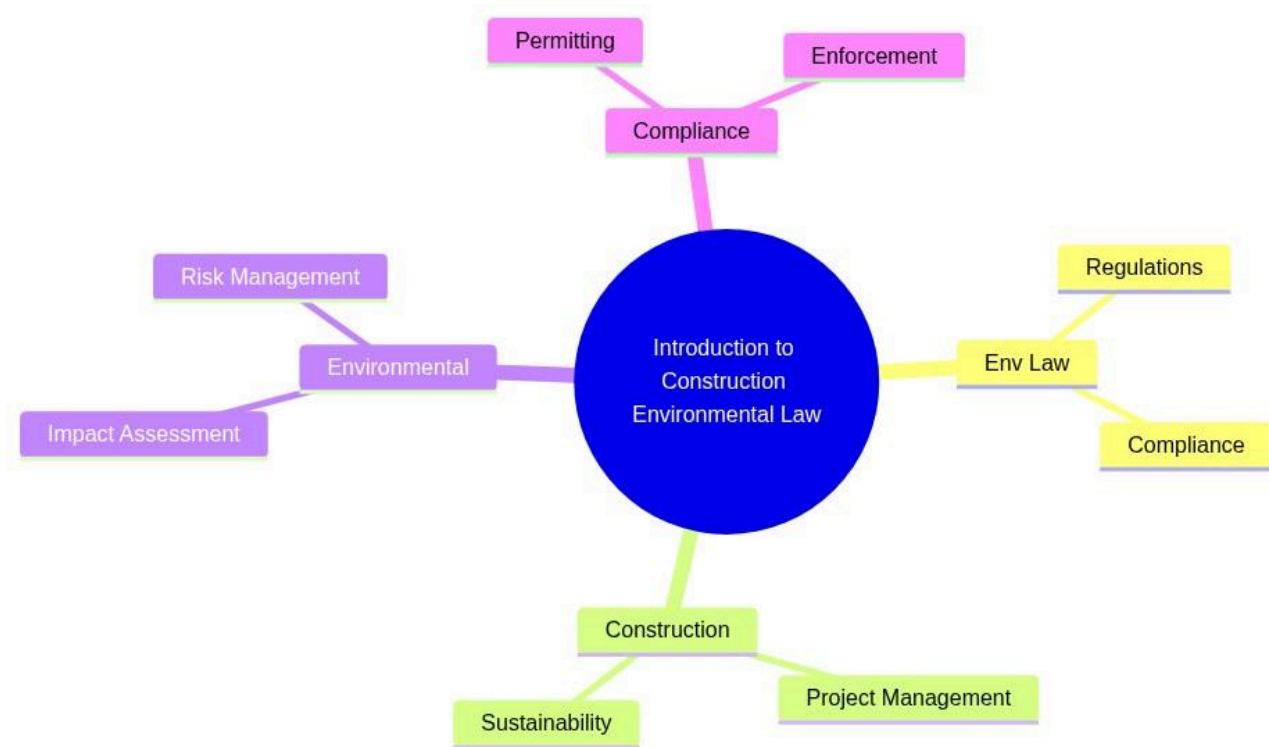 Permitting
Enforcement
Compliance
Risk Management
Regulations
Introduction to
Construction
Environmental Law
Environmental
Env Law
Impact Assessment
Compliance
Construction
Project Management
Sustainability